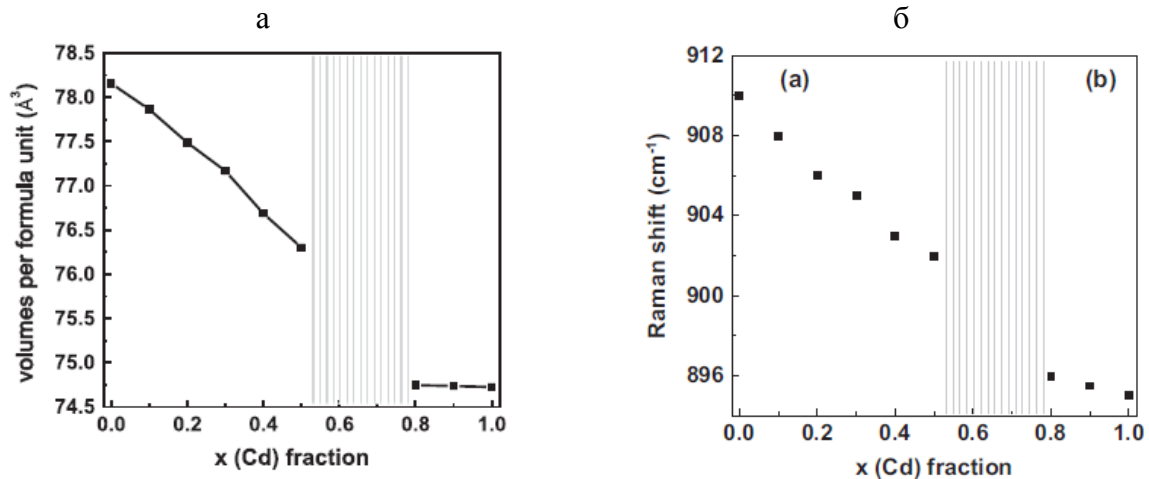 а
б
78.5
78.0
77.5
77.0
76.5
76.0
75.5
75.0
74.5
volumes per formula unit (Å³)
0.0 0.2 0.4 0.6 0.8 1.0
x (Cd) fraction
912
908
904
900
896
Raman shift (cm⁻¹)
(a)
(b)
0.0 0.2 0.4 0.6 0.8 1.0
x (Cd) fraction